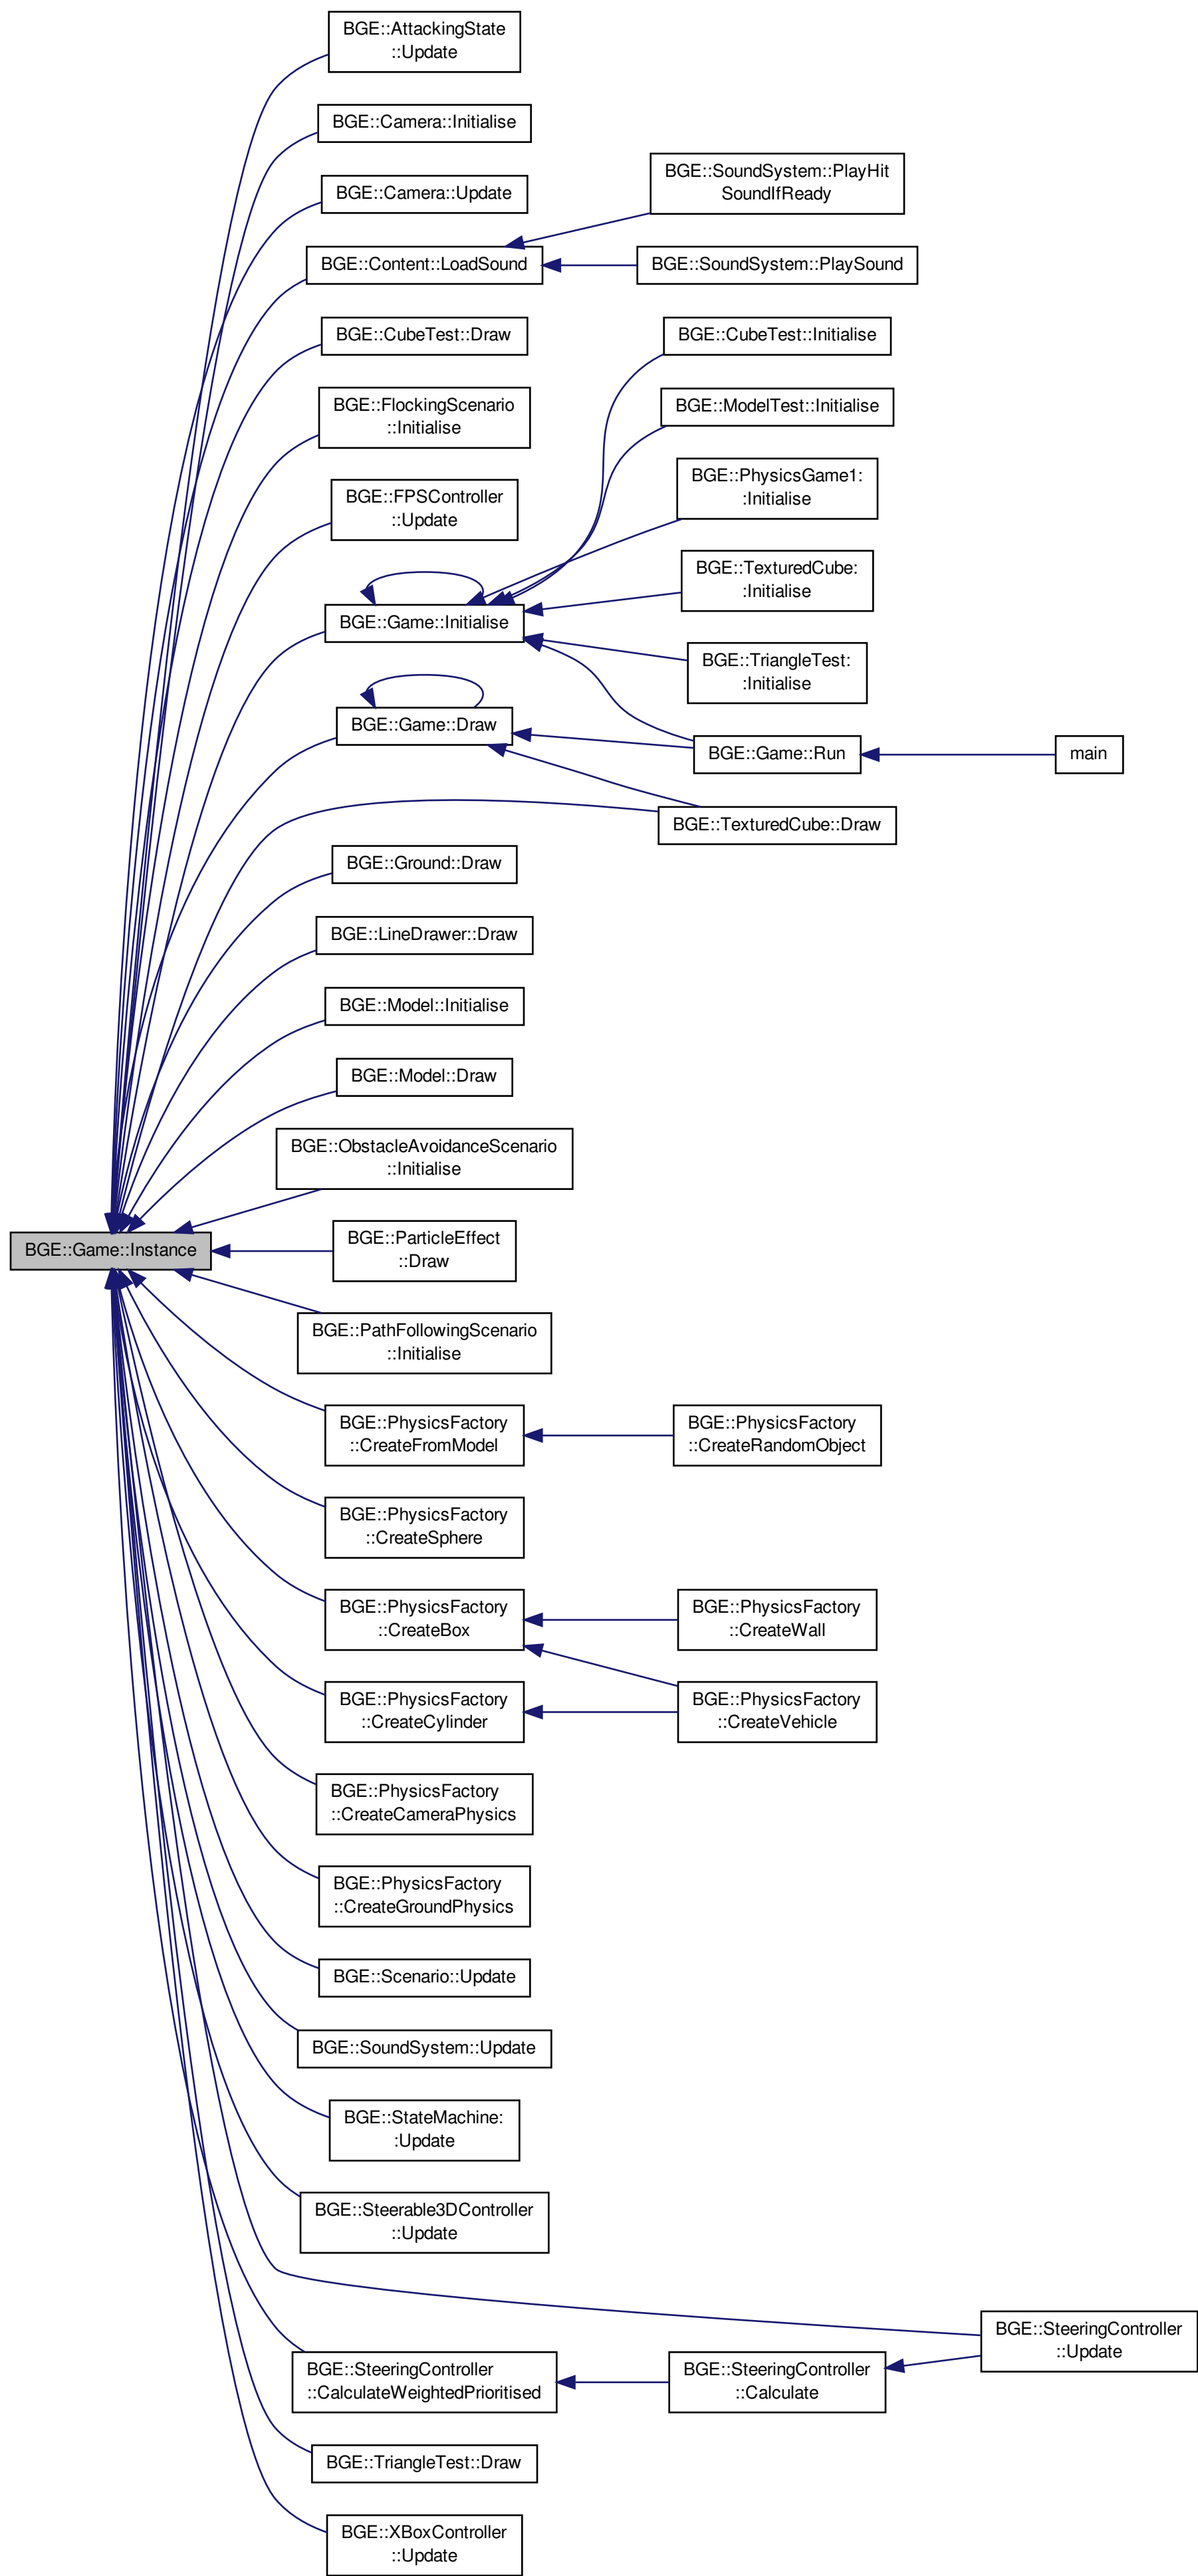 BGE::AttackingState
::Update
BGE::Camera::Initialise
BGE::Camera::Update
BGE::SoundSystem::PlayHit
SoundIfReady
BGE::Content::LoadSound
BGE::SoundSystem::PlaySound
BGE::CubeTest::Draw
BGE::CubeTest::Initialise
BGE::FlockingScenario
::Initialise
BGE::ModelTest::Initialise
BGE::FPSController
::Update
BGE::PhysicsGame1:
:Initialise
BGE::TexturedCube:
:Initialise
BGE::Game::Initialise
BGE::TriangleTest:
:Initialise
BGE::Game::Draw
BGE::Game::Run
main
BGE::TexturedCube::Draw
BGE::Ground::Draw
BGE::LineDrawer::Draw
BGE::Model::Initialise
BGE::Model::Draw
BGE::ObstacleAvoidanceScenario
::Initialise
BGE::Game::Instance
BGE::ParticleEffect
::Draw
BGE::PathFollowingScenario
::Initialise
BGE::PhysicsFactory
::CreateFromModel
BGE::PhysicsFactory
::CreateRandomObject
BGE::PhysicsFactory
::CreateSphere
BGE::PhysicsFactory
::CreateBox
BGE::PhysicsFactory
::CreateWall
BGE::PhysicsFactory
::CreateCylinder
BGE::PhysicsFactory
::CreateVehicle
BGE::PhysicsFactory
::CreateCameraPhysics
BGE::PhysicsFactory
::CreateGroundPhysics
BGE::Scenario::Update
BGE::SoundSystem::Update
BGE::StateMachine:
:Update
BGE::Steerable3DController
::Update
BGE::SteeringController
::Update
BGE::SteeringController
::CalculateWeightedPrioritised
BGE::SteeringController
::Calculate
BGE::TriangleTest::Draw
BGE::XBoxController
::Update